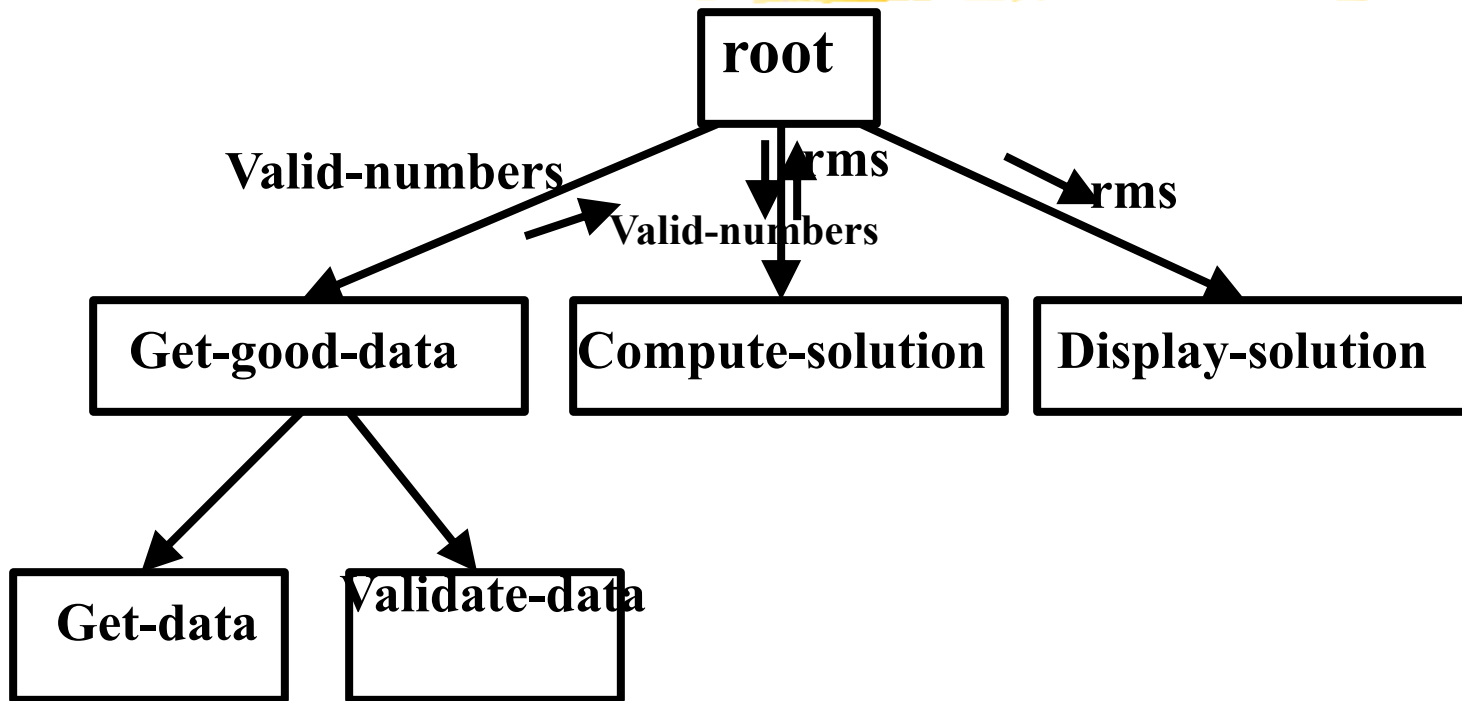 root
Valid-numbers
rms
rms
Valid-numbers
Get-good-data
Compute-solution
Display-solution
Get-data
Validate-data